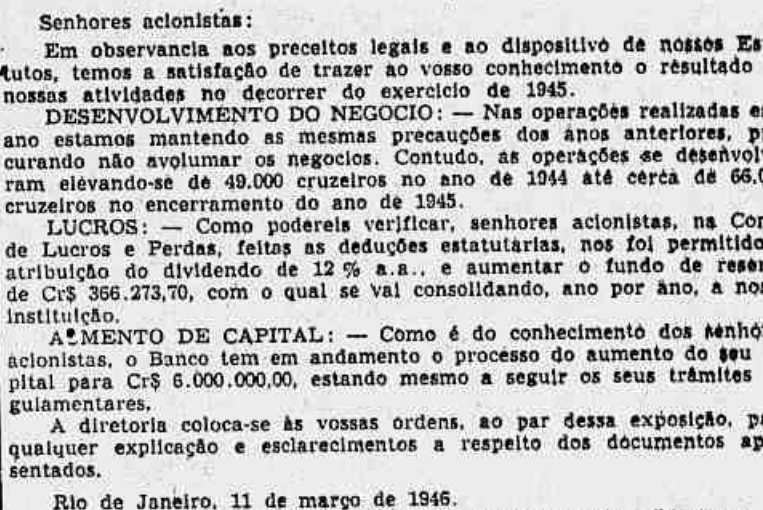 Senhores acionistas:
Em observancia aos preceitos legais e ao dispositivo de nossos Es
tutos, temos a satisfação de trazer ao vosso conhecimento o resultado
nossas atividades no decorrer do exercicio de 1945.
DESENVOLVIMENTO DO NEGOCIO: — Nas operações realizadas e
ano estamos mantendo as mesmas precauções dos anos anteriores, p
curando não avolumar os negocios. Contudo, as operações se desenvol
ram elevando-se de 49.000 cruzeiros no ano de 1944 até cerca de 66.0
cruzeiros no encerramento do ano de 1945.
LUCROS: — Como podereis verificar, senhores acionistas, na Con
de Lucros e Perdas, feitas as deduções estatutarias, nos foi permitido
atribuição do dividendo de 12 % a.a., e aumentar o fundo de reser
de Cr$ 366.273,70, com o qual se vai consolidando, ano por ano, a nos
instituição.
MENTO DE CAPITAL: — Como é do conhecimento dos senho
acionistas, o Banco tem em andamento o processo do aumento do seu
pital para Cr$ 6.000.000,00, estando mesmo a seguir os seus trâmites
gulamentares.
A diretoria coloca-se às vossas ordens, ao par dessa exposição, p
qualquer explicação e esclarecimentos a respeito dos documentos ap
sentados.
Rio de Janeiro, 11 de março de 1946.